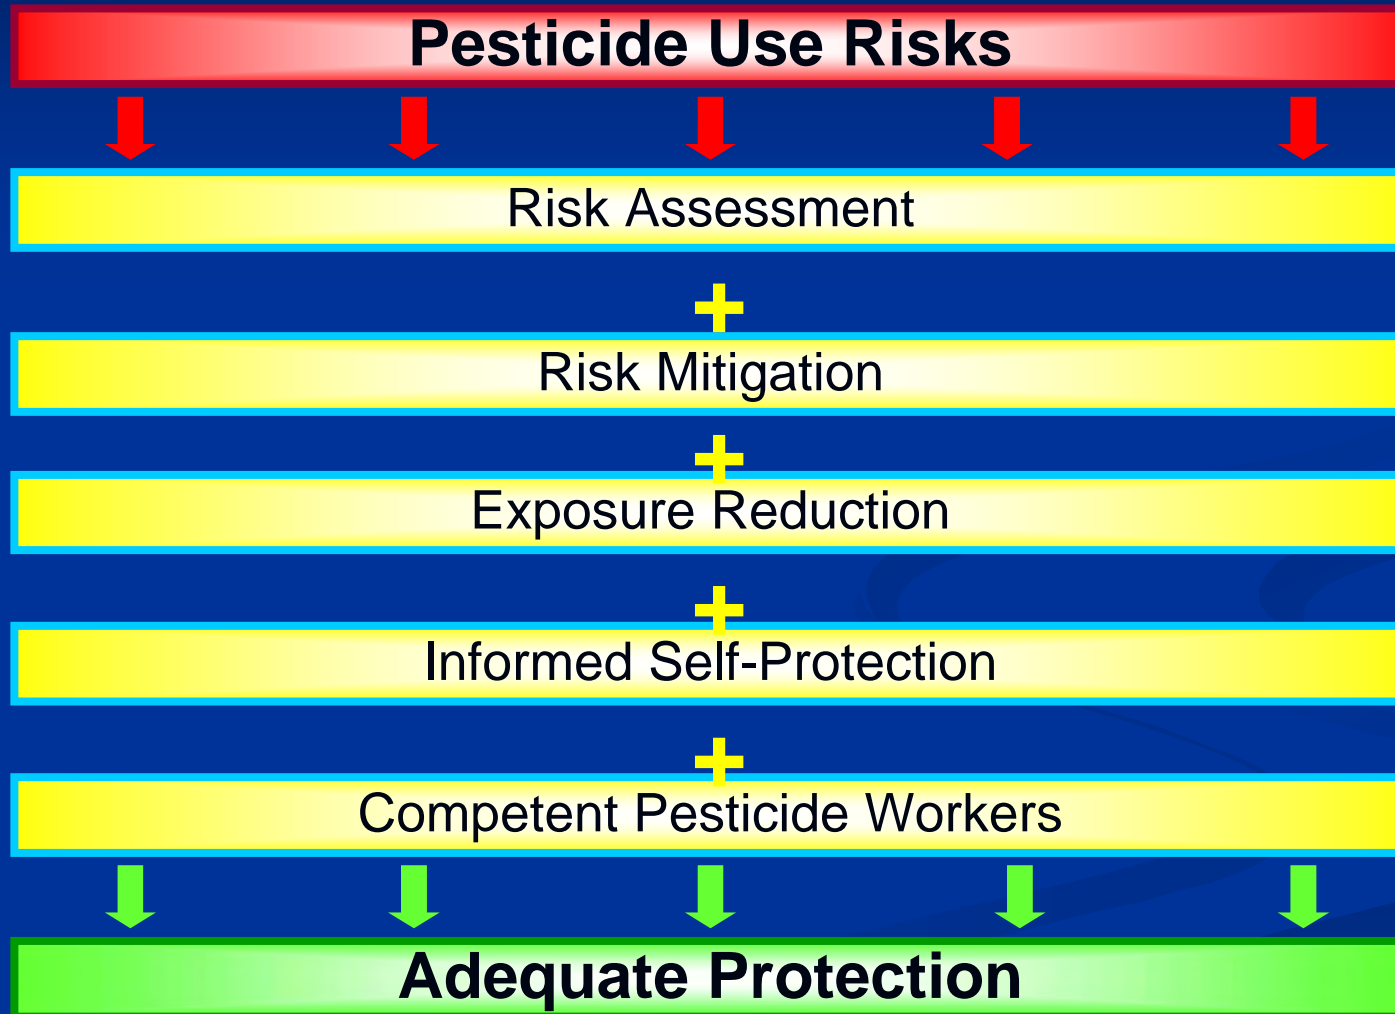 Pesticide Use Risks
Risk Assessment
+
Risk Mitigation
+
Exposure Reduction
+
Informed Self-Protection
+
Competent Pesticide Workers
Adequate Protection